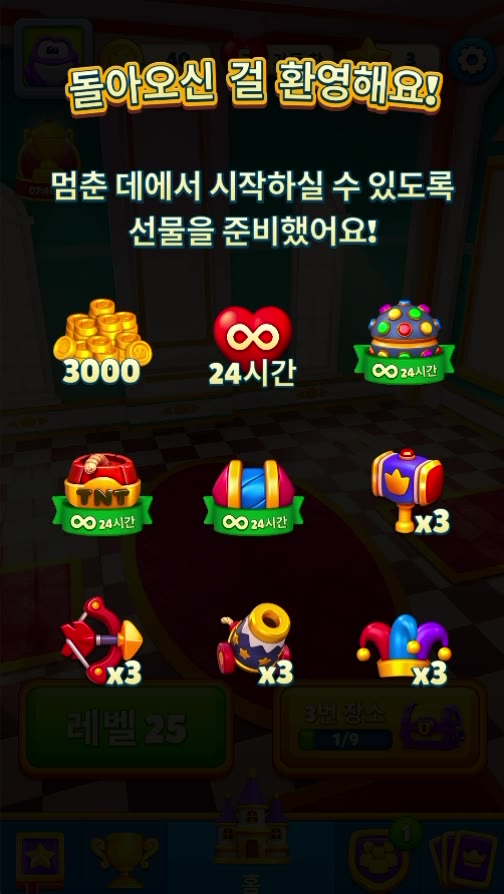 돌아오신 걸 환영해요!
멈춘 데에서 시작하실 수 있도록
선물을 준비했어요!
3000
24시간
∞ 24시간
TNT
∞ 24시간
∞ 24시간
x3
x3
x3
x3
레벨 25
3번 장소
1/9
1
홈